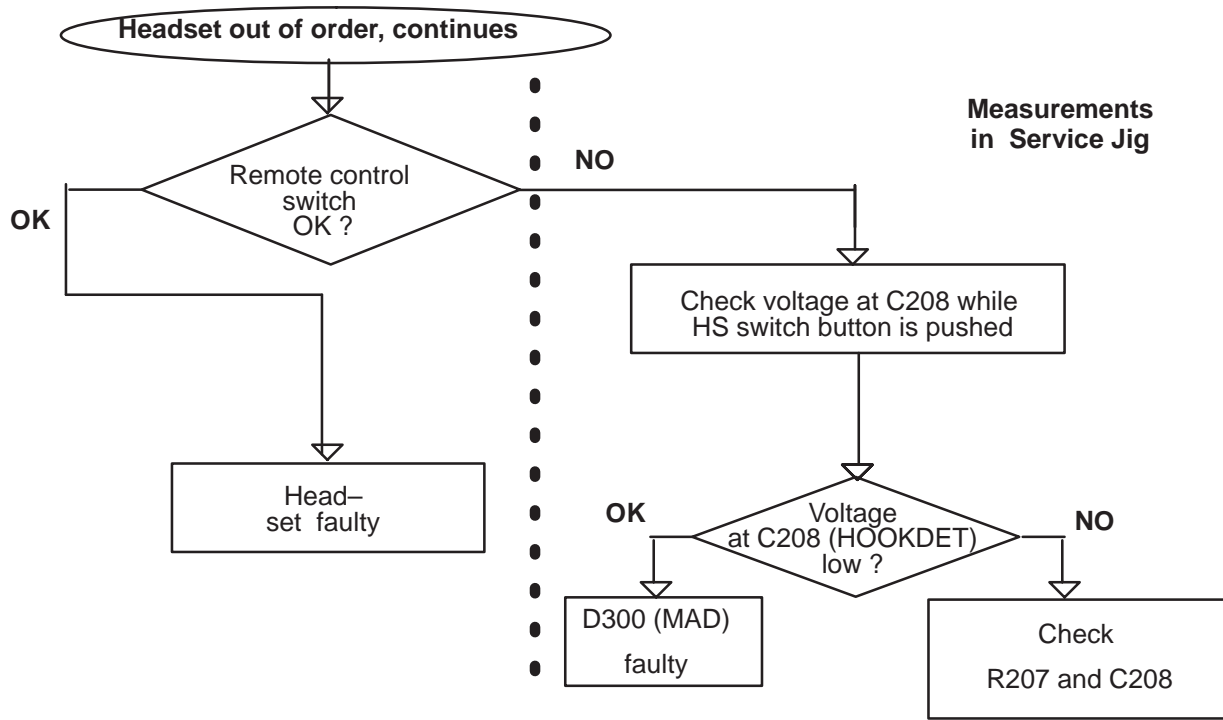 Headset out of order, continues
Measurements
in Service Jig
Remote control
switch
OK ?
OK
NO
Check voltage at C208 while
HS switch button is pushed
Head–
set faulty
Voltage
at C208 (HOOKDET)
low ?
OK
NO
D300 (MAD)
faulty
Check
R207 and C208